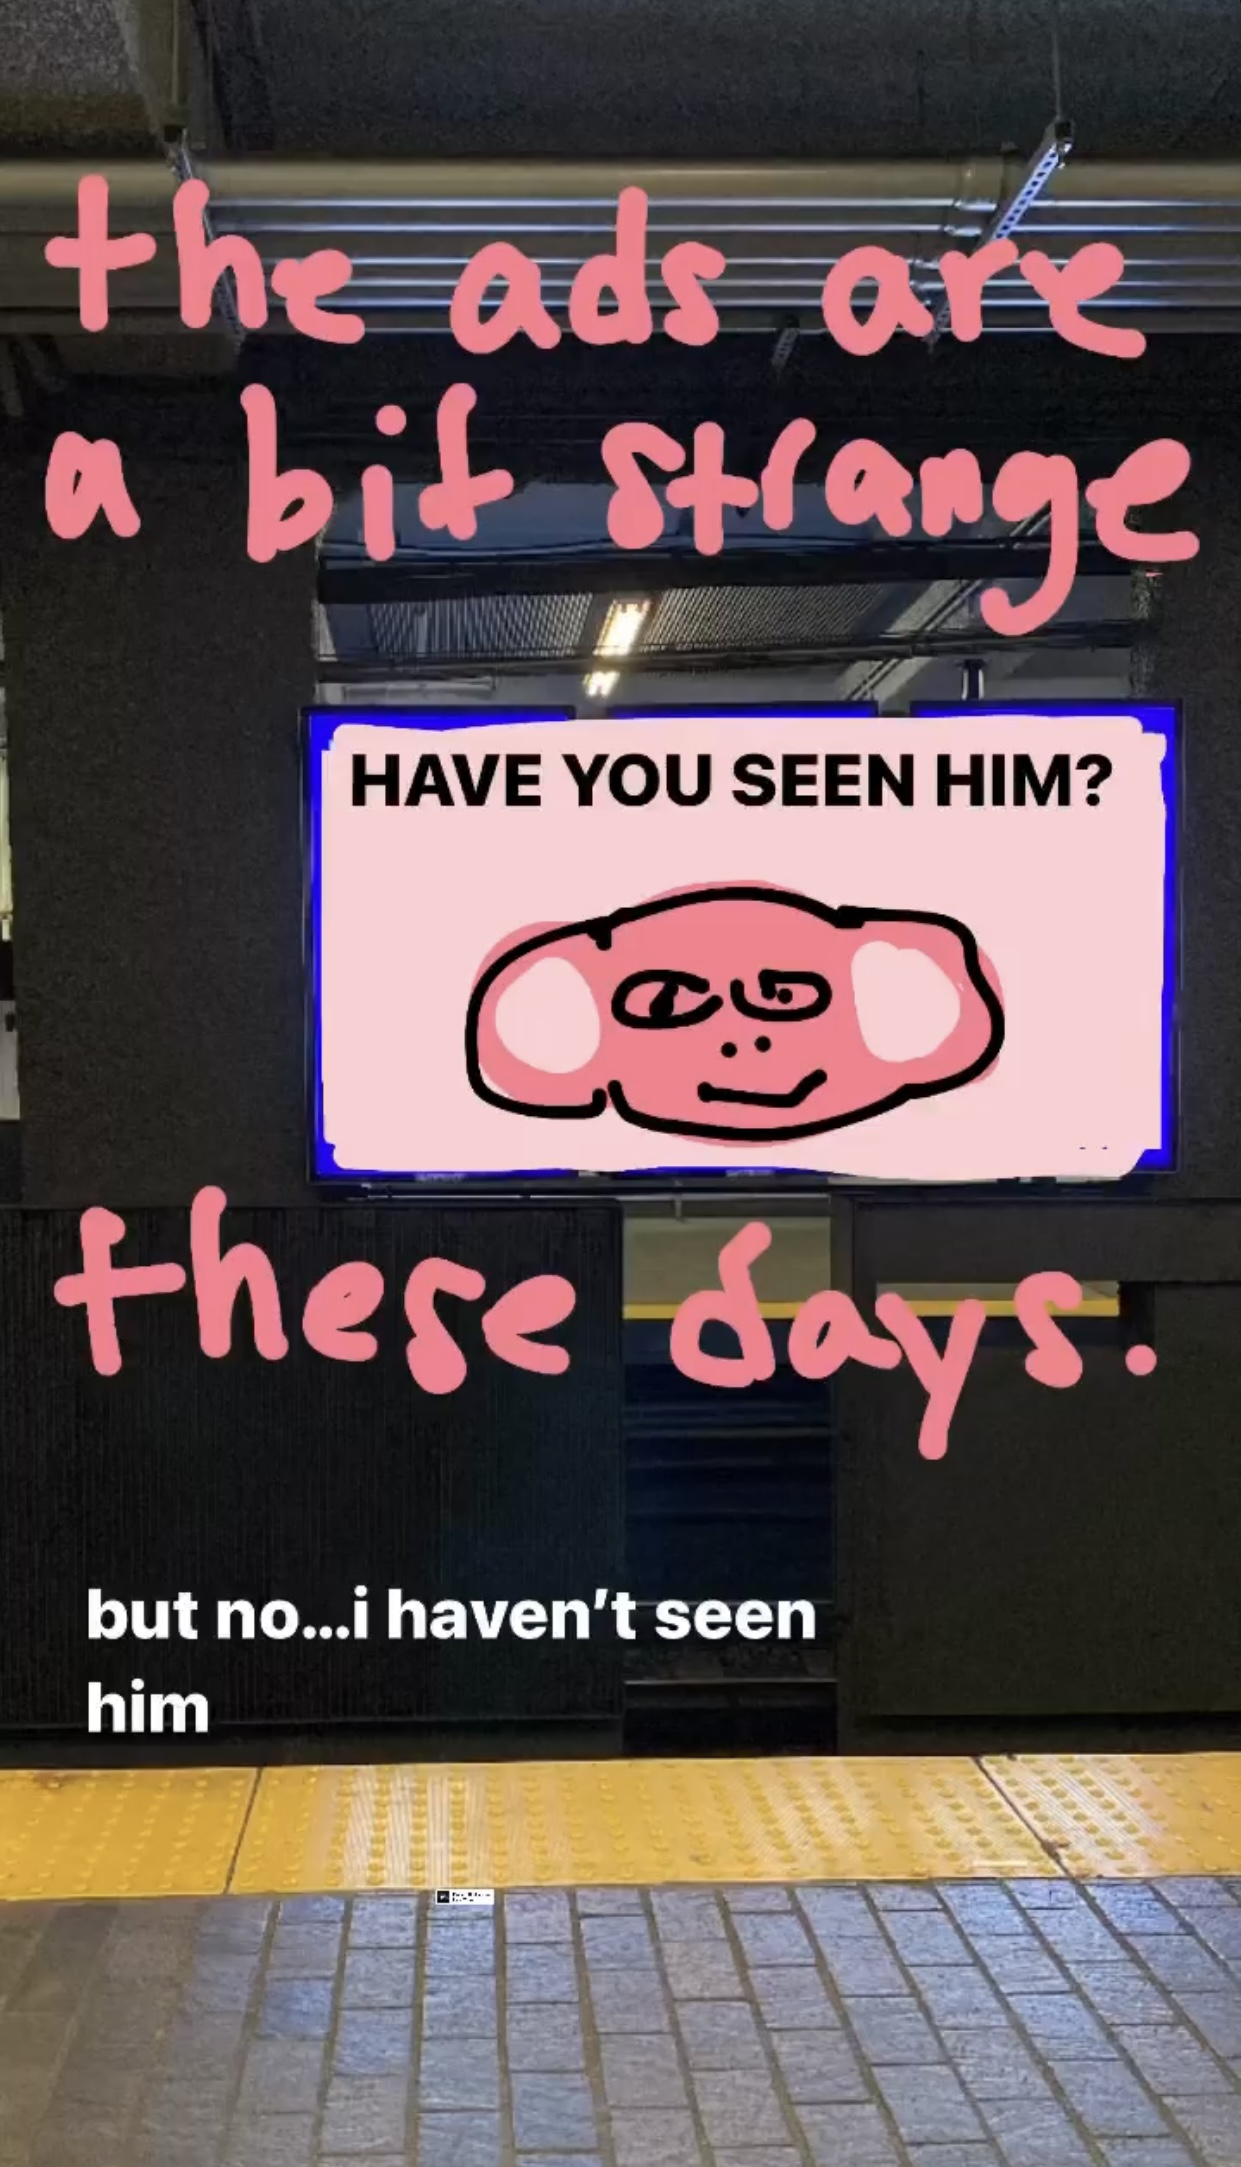 the ads are
a bit strange
HAVE YOU SEEN HIM?
these days.
but no...i haven’t seen
him